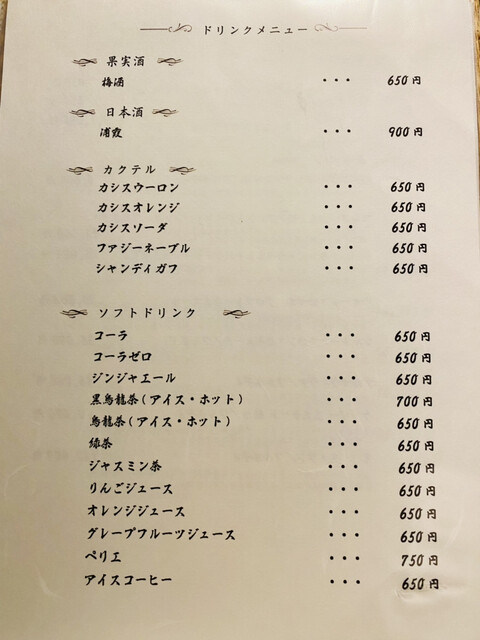 ドリンクメニュー
果実酒
梅酒 ・・・ 650円
日本酒
浦霞 ・・・ 900円
カクテル
カシスウーロン ・・・ 650円
カシスオレンジ ・・・ 650円
カシスソーダ ・・・ 650円
ファジーネーブル ・・・ 650円
シャンディガフ ・・・ 650円
ソフトドリンク
コーラ ・・・ 650円
コーラゼロ ・・・ 650円
ジンジャエール ・・・ 650円
黒烏龍茶(アイス・ホット) ・・・ 700円
烏龍茶(アイス・ホット) ・・・ 650円
緑茶 ・・・ 650円
ジャスミン茶 ・・・ 650円
りんごジュース ・・・ 650円
オレンジジュース ・・・ 650円
グレープフルーツジュース ・・・ 650円
ペリエ ・・・ 750円
アイスコーヒー ・・・ 650円